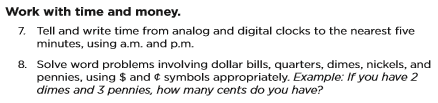 Work with time and money.
7. Tell and write time from analog and digital clocks to the nearest five
minutes, using a.m. and p.m.
8. Solve word problems involving dollar bills, quarters, dimes, nickels, and
pennies, using $ and ¢ symbols appropriately. Example: If you have 2
dimes and 3 pennies, how many cents do you have?